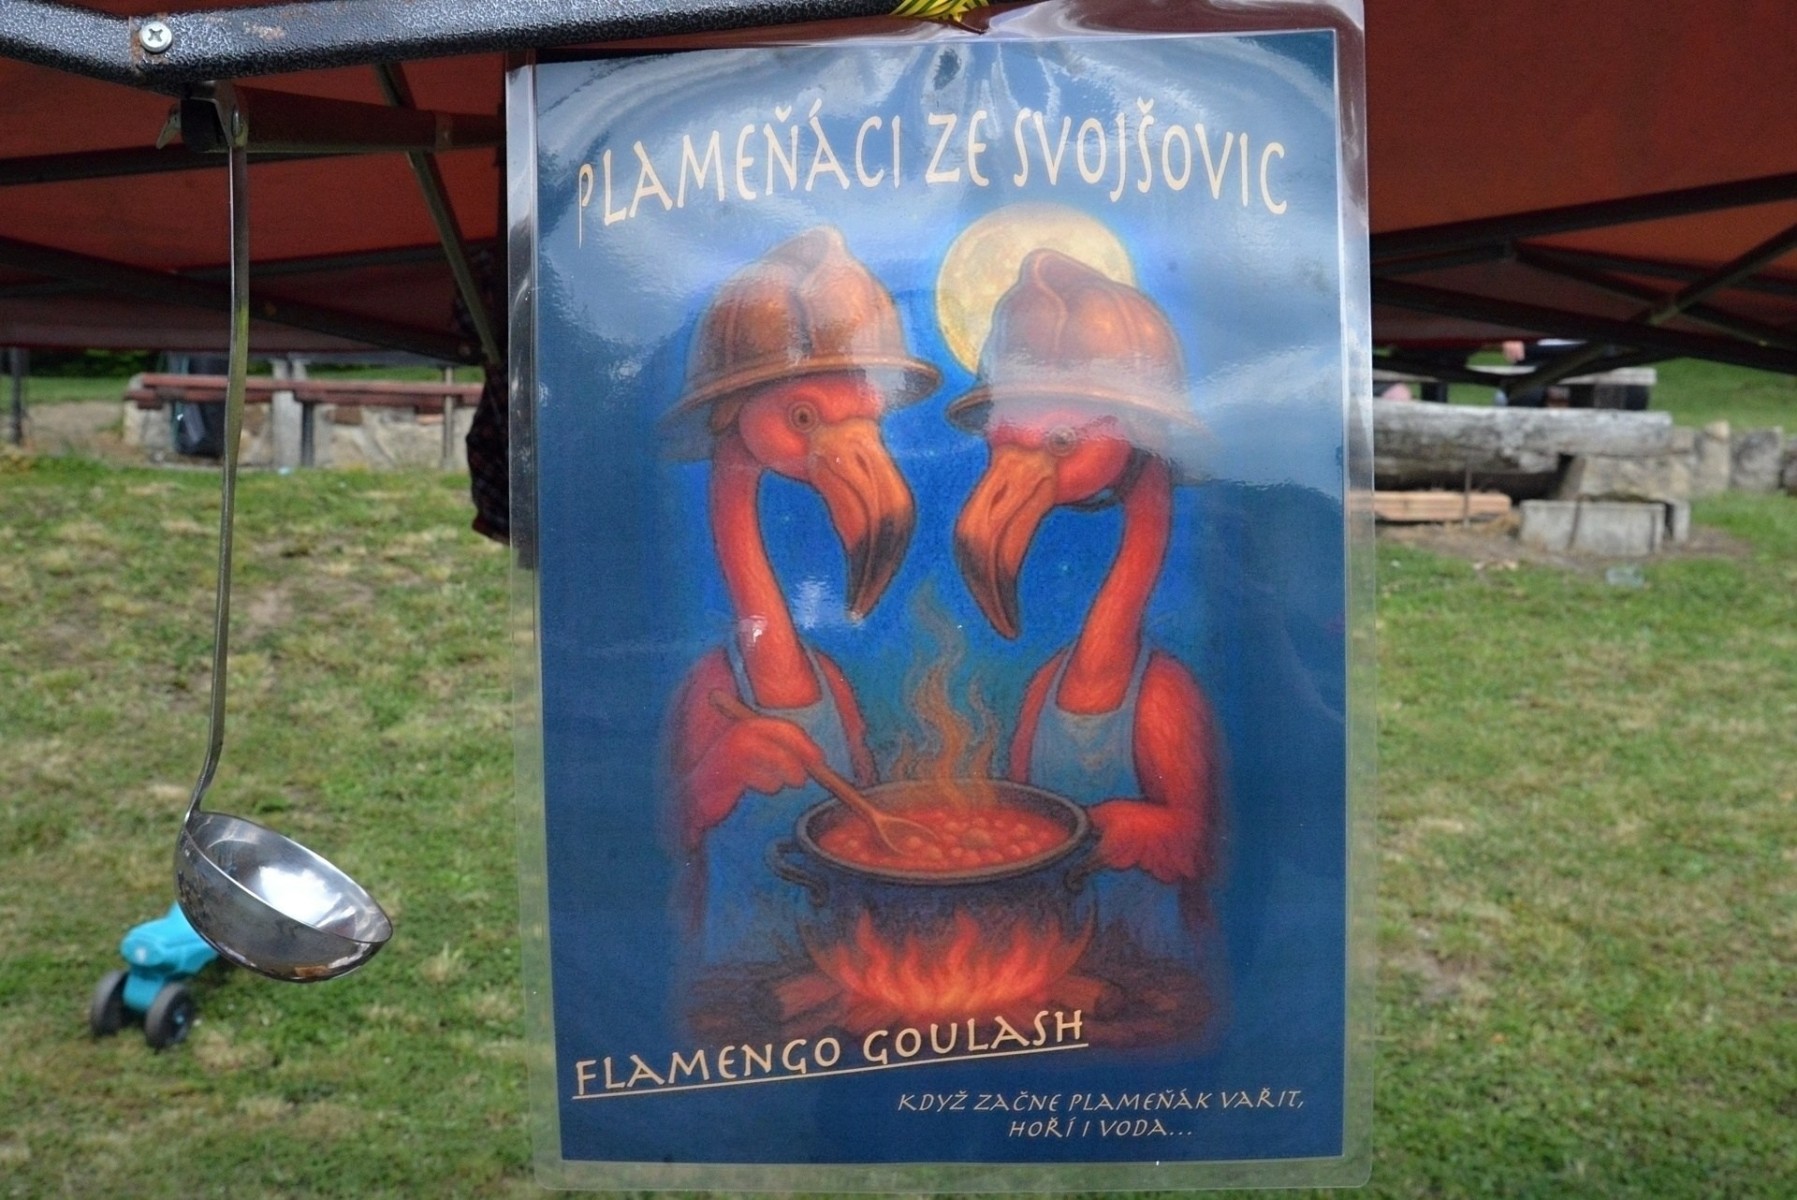 PLAMEŇÁCI ZE SVOJŠOVIC
FLAMENGO GOULASH
KDYŽ ZAČNE PLAMEŇÁK VAŘIT,
HOŘÍ I VODA...